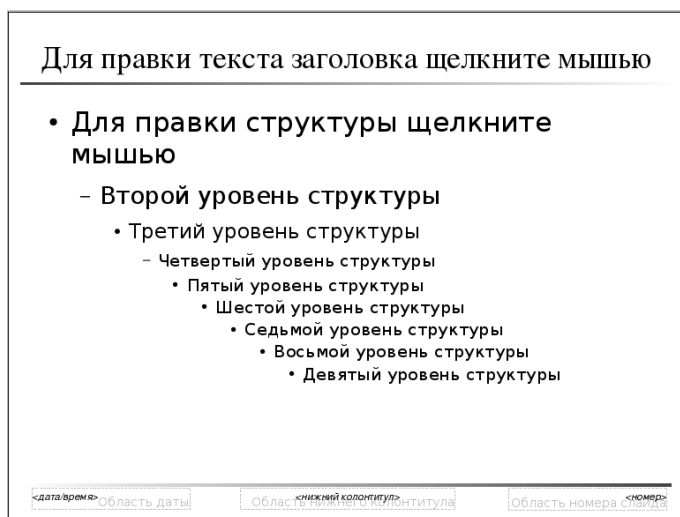 Для правки текста заголовка щелкните мышью
• Для правки структуры щелкните
мышью
– Второй уровень структуры
• Третий уровень структуры
– Четвертый уровень структуры
• Пятый уровень структуры
• Шестой уровень структуры
• Седьмой уровень структуры
• Восьмой уровень структуры
• Девятый уровень структуры
<дата/время> <нижний колонтитул> <номер>
Область даты Область нижнего колонтитула Область номера слайда